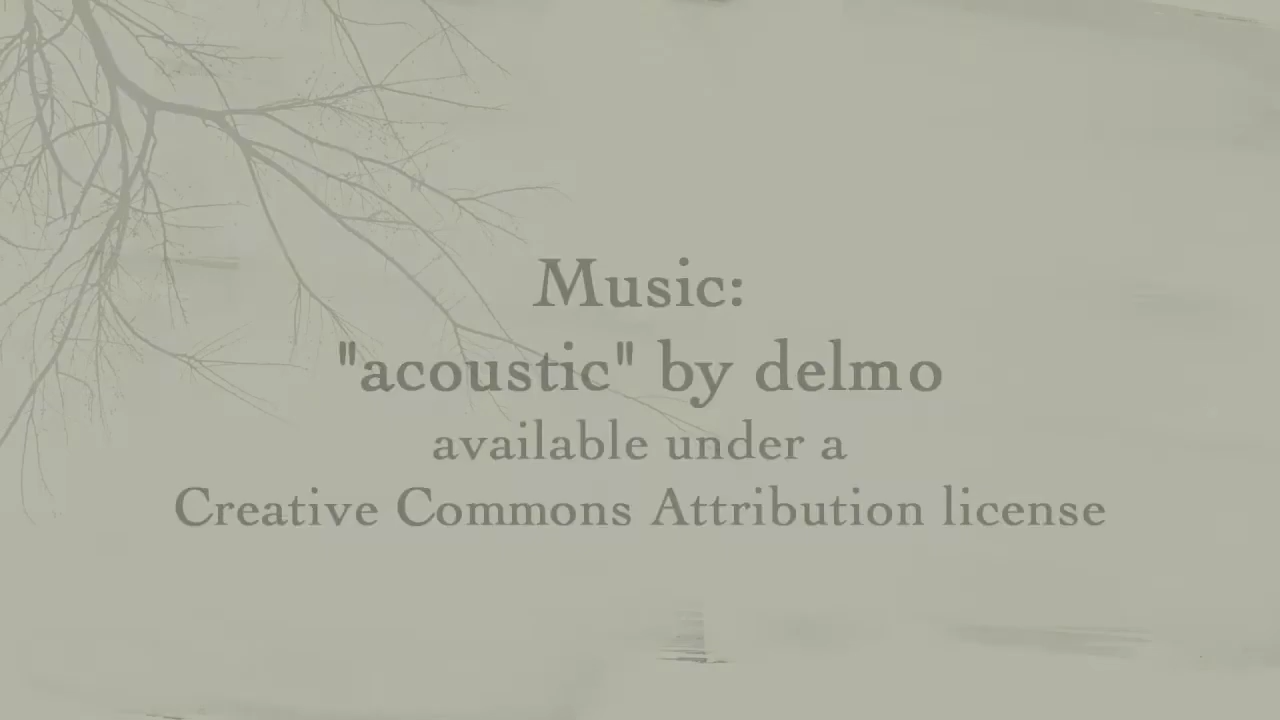 Music:
"acoustic" by delmo
available under a
Creative Commons Attribution license